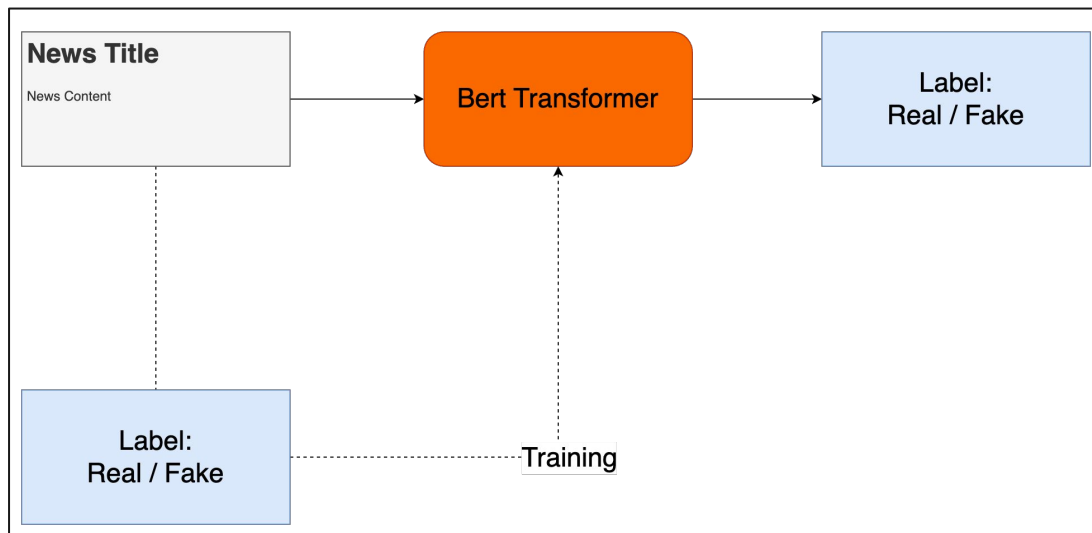 News Title
News Content
Bert Transformer
Label:
Real / Fake
Label:
Real / Fake
Training